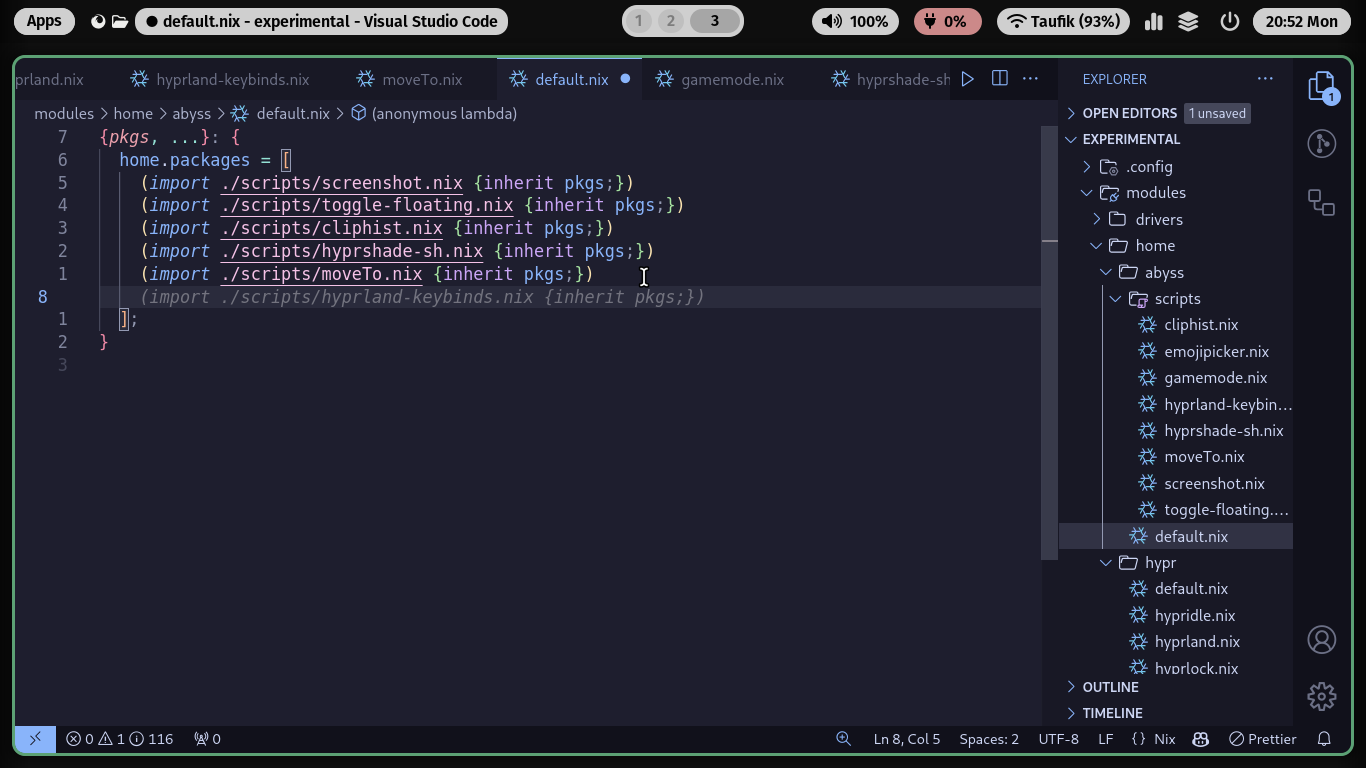 Apps default.nix - experimental - Visual Studio Code 1 2 3 100% 0% Taufik (93%) 20:52 Mon
prland.nix hyprland-keybinds.nix moveTo.nix default.nix gamemode.nix hyprshade-sh
modules > home > abyss > default.nix > (anonymous lambda)
7 {pkgs, ...}: {
6 home.packages = [
5 (import ./scripts/screenshot.nix {inherit pkgs;})
4 (import ./scripts/toggle-floating.nix {inherit pkgs;})
3 (import ./scripts/cliphist.nix {inherit pkgs;})
2 (import ./scripts/hyprshade-sh.nix {inherit pkgs;})
1 (import ./scripts/moveTo.nix {inherit pkgs;})
8 (import ./scripts/hyprland-keybinds.nix {inherit pkgs;})
1 ];
2 }
3
EXPLORER ...
OPEN EDITORS 1 unsaved
EXPERIMENTAL
.config
modules
drivers
home
abyss
scripts
cliphist.nix
emojipicker.nix
gamemode.nix
hyprland-keybin...
hyprshade-sh.nix
moveTo.nix
screenshot.nix
toggle-floating....
default.nix
hypr
default.nix
hypridle.nix
hyprland.nix
hyprlock.nix
OUTLINE
TIMELINE
1
0 1 116 0 Ln 8, Col 5 Spaces: 2 UTF-8 LF { } Nix Prettier